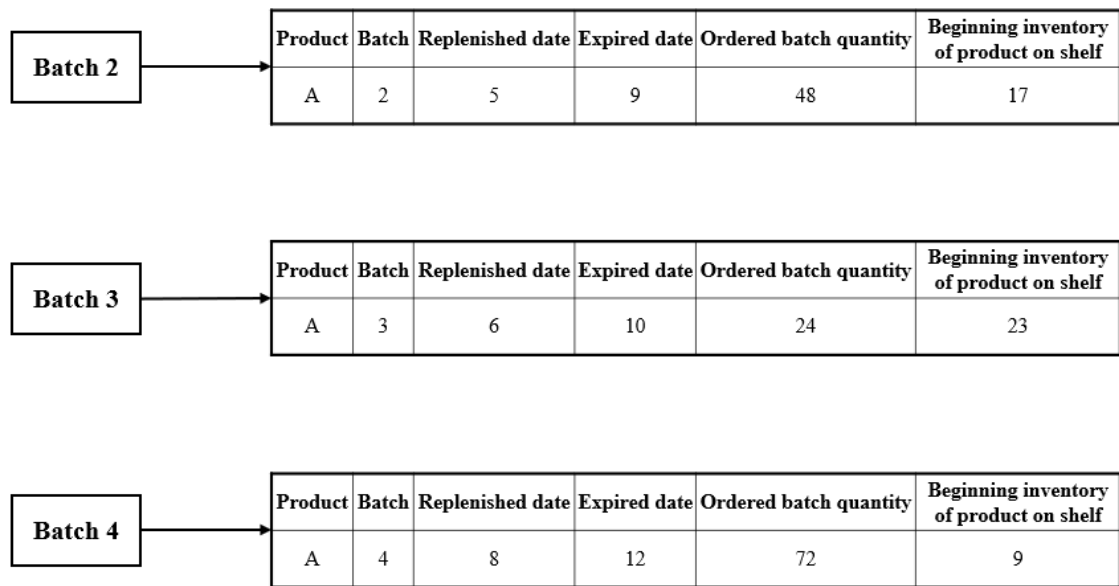 Batch 2
Product Batch Replenished date Expired date Ordered batch quantity Beginning inventory
of product on shelf
A 2 5 9 48 17
Batch 3
Product Batch Replenished date Expired date Ordered batch quantity Beginning inventory
of product on shelf
A 3 6 10 24 23
Batch 4
Product Batch Replenished date Expired date Ordered batch quantity Beginning inventory
of product on shelf
A 4 8 12 72 9